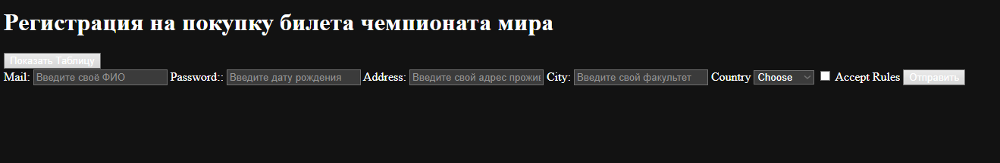 Регистрация на покупку билета чемпионата мира
Показать Таблицу
Mail: Введите своё ФИО Password:: Введите дату рождения Address: Введите свой адрес прожив City: Введите свой факультет Country Choose Accept Rules Отправить